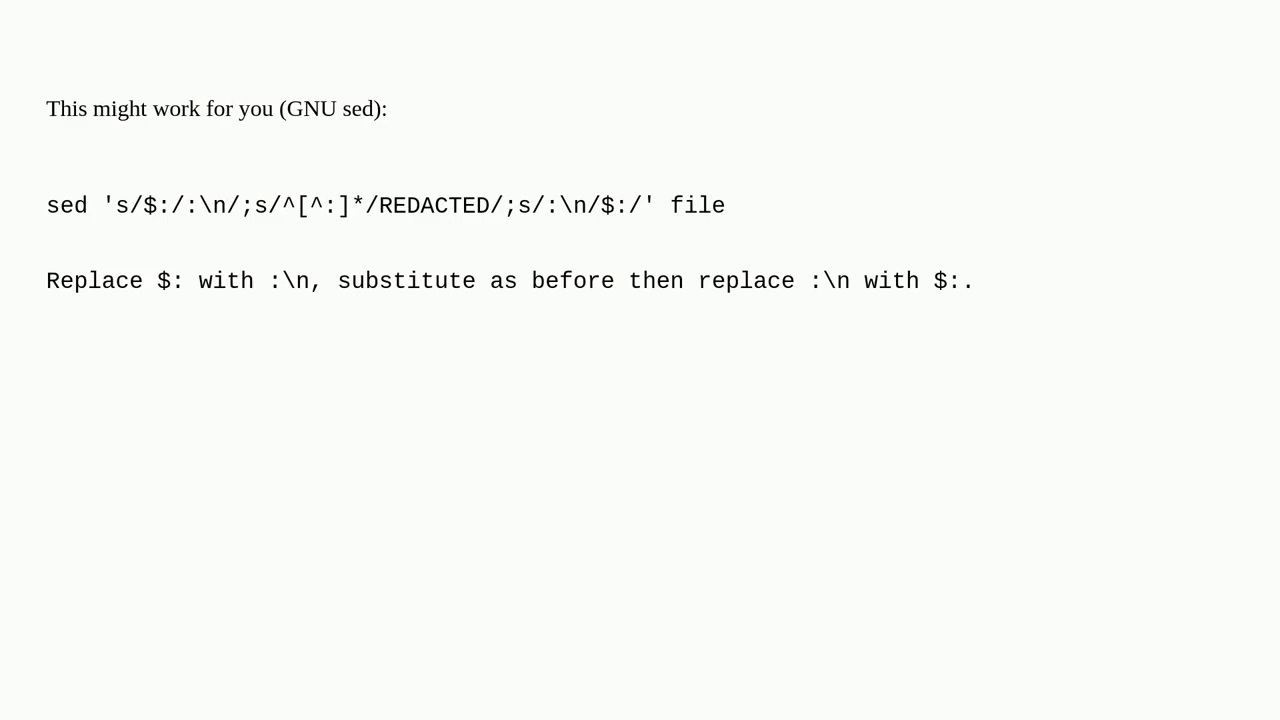 This might work for you (GNU sed):
sed 's/$:/:\n/;s/^[^:]*/REDACTED/;s/:\n/$:/' file
Replace $: with :\n, substitute as before then replace :\n with $:.